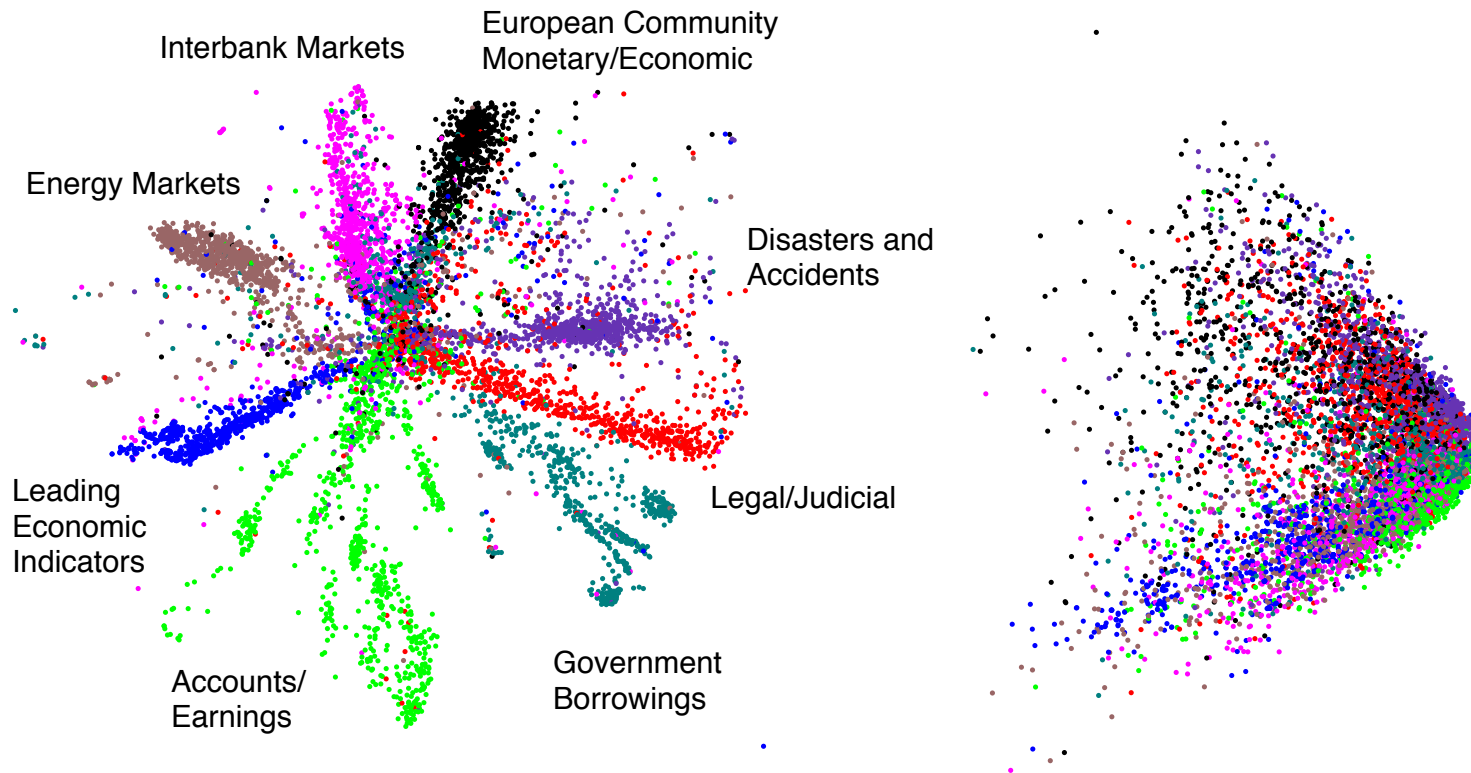 European Community
Interbank Markets
Monetary/Economic
Energy Markets
Disasters and
Accidents
Leading
Economic
Indicators
Legal/Judicial
Government
Borrowings
Accounts/
Earnings